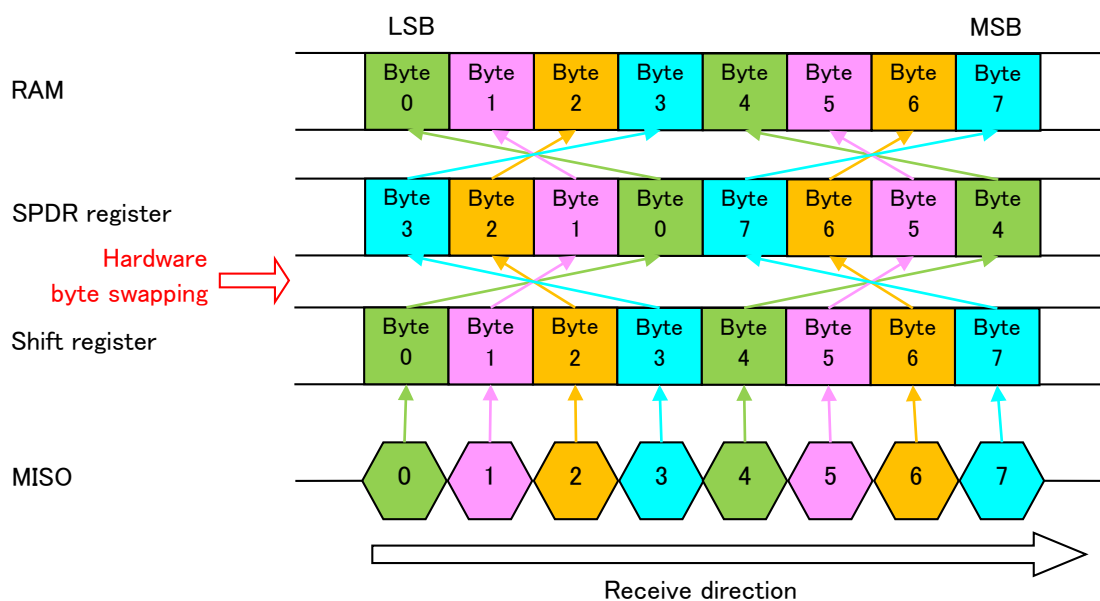 LSB MSB
RAM
Byte Byte Byte Byte Byte Byte Byte Byte
0 1 2 3 4 5 6 7
SPDR register
Byte Byte Byte Byte Byte Byte Byte Byte
3 2 1 0 7 6 5 4
Hardware
byte swapping
Shift register
Byte Byte Byte Byte Byte Byte Byte Byte
0 1 2 3 4 5 6 7
MISO
0 1 2 3 4 5 6 7
Receive direction